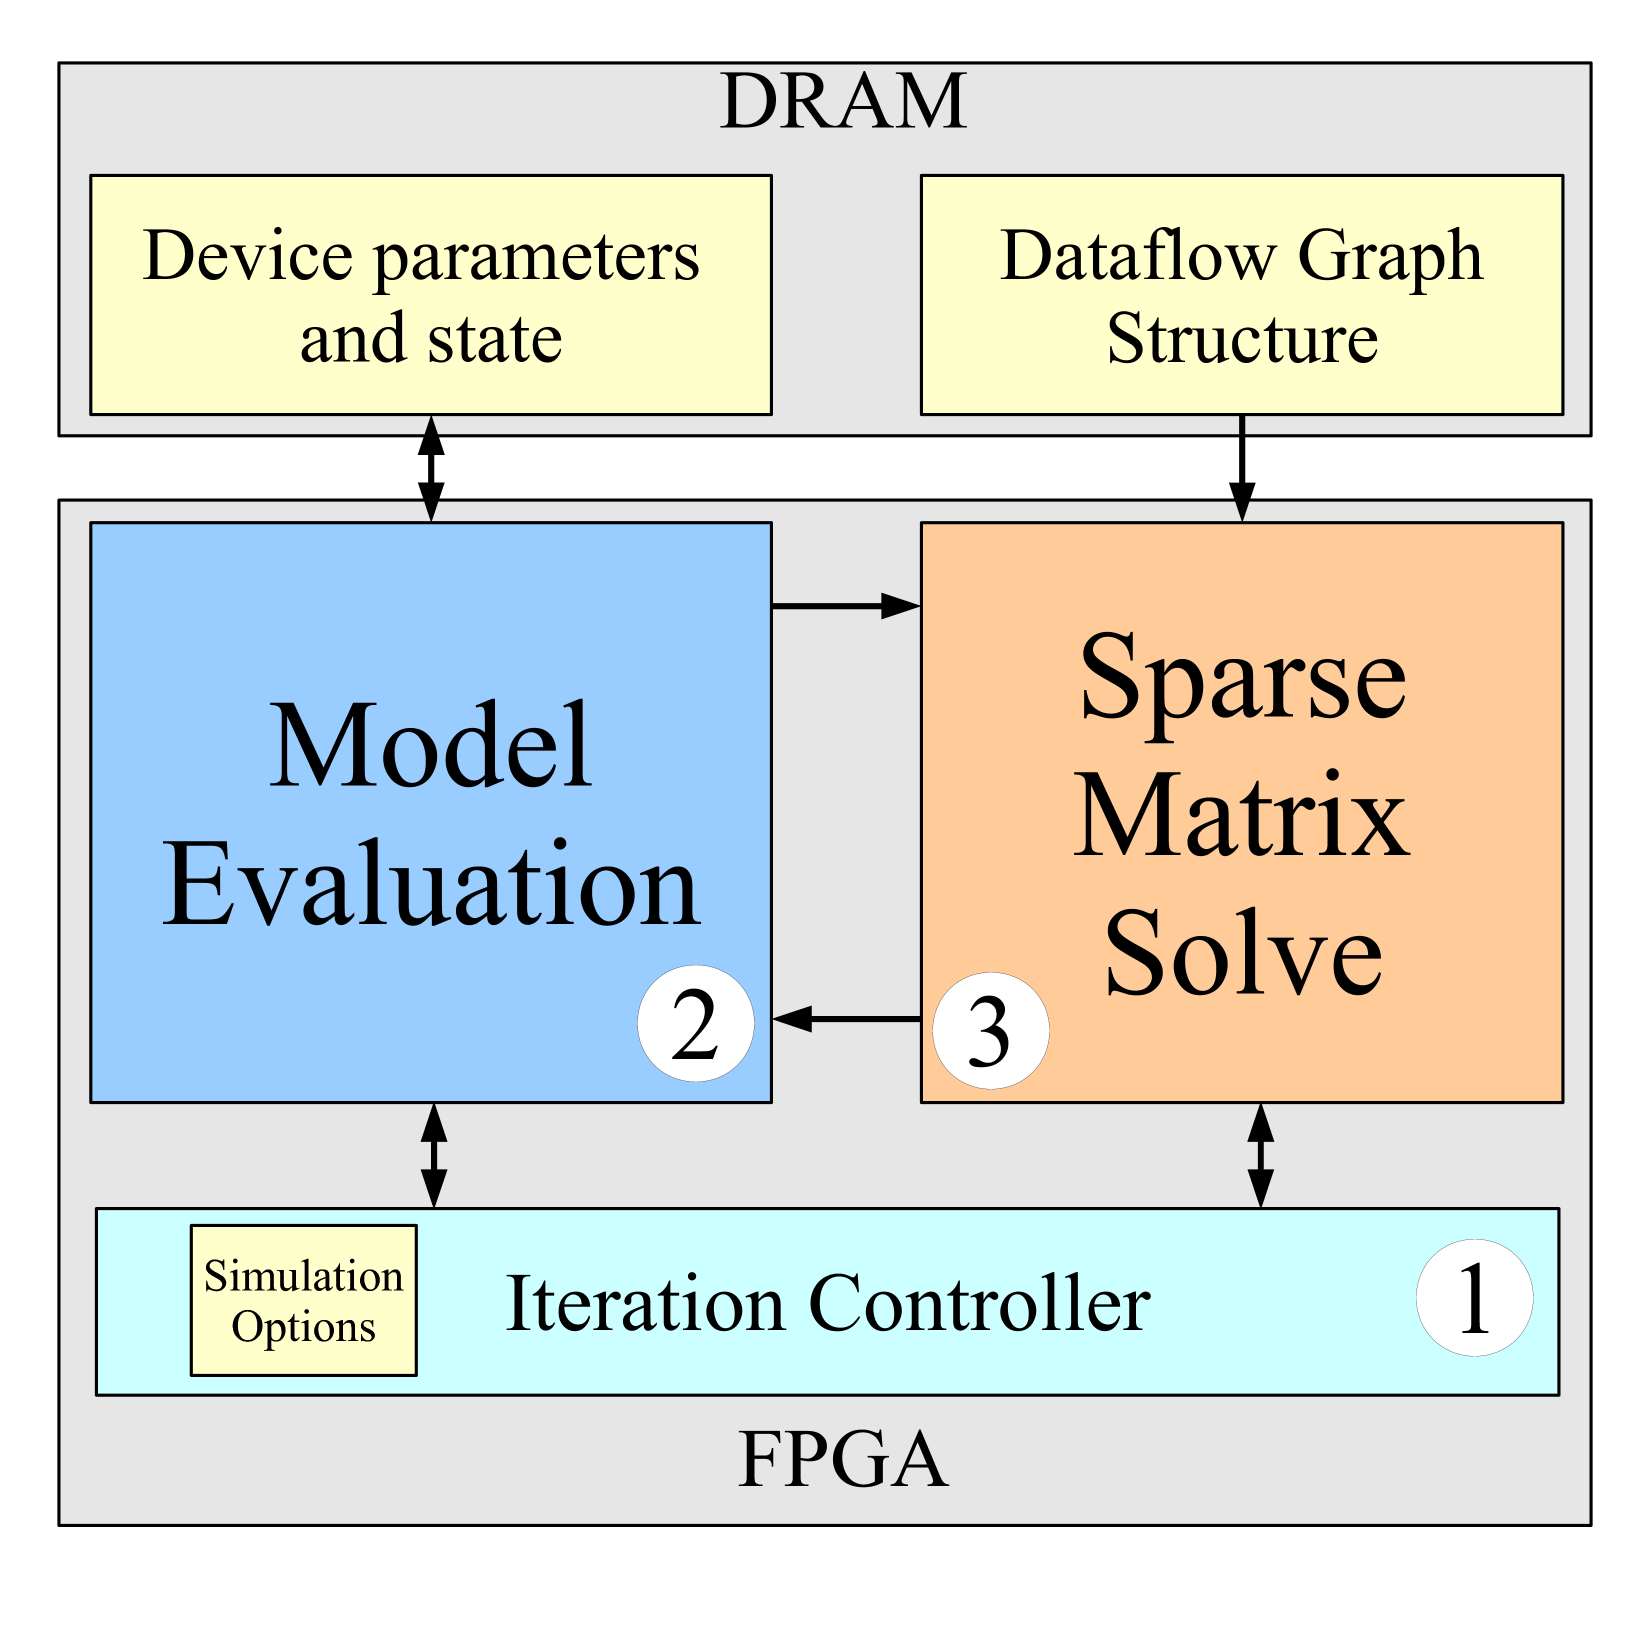 DRAM
Device parameters
and state
Dataflow Graph
Structure
Model
Evaluation
2
Sparse
Matrix
Solve
3
Simulation
Options
Iteration Controller
1
FPGA